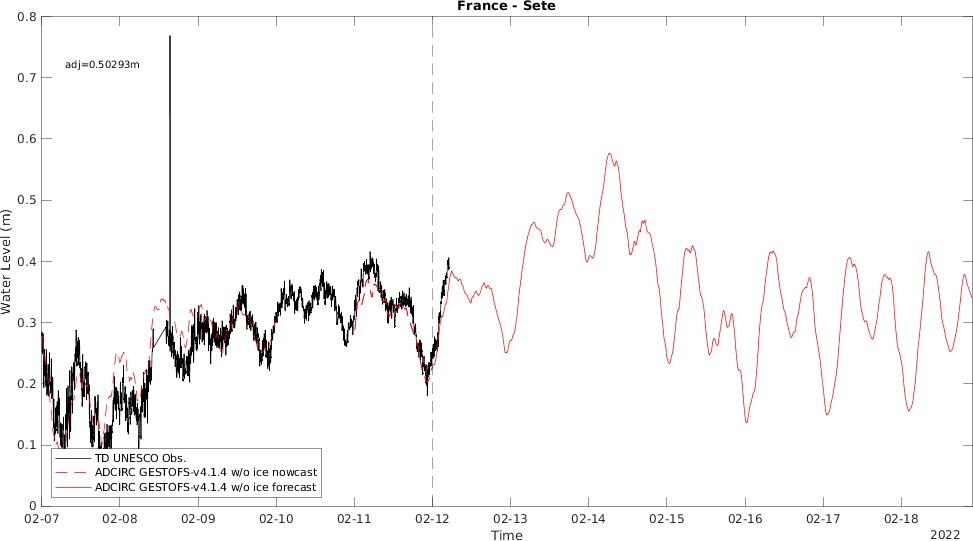 France - Sete
0.8
0.7
0.6
0.5
0.4
0.3
0.2
0.1
0
Water Level (m)
adj=0.50293m
TD UNESCO Obs.
ADCIRC GESTOFS-v4.1.4 w/o ice nowcast
ADCIRC GESTOFS-v4.1.4 w/o ice forecast
02-07 02-08 02-09 02-10 02-11 02-12 02-13 02-14 02-15 02-16 02-17 02-18
Time
2022